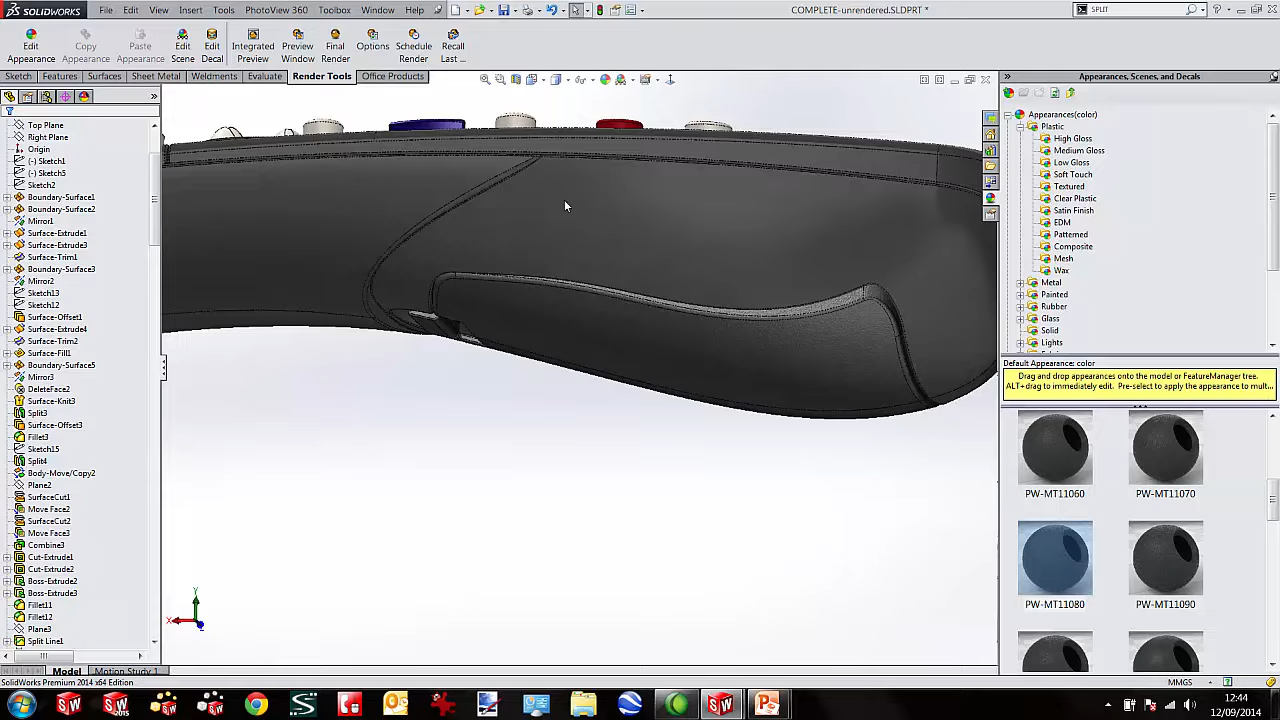 SOLIDWORKS File Edit View Insert Tools PhotoView 360 Toolbox Window Help COMPLETE-unrendered.SLDPRT * SPLIT
Edit Appearance
Copy Appearance
Paste Appearance
Edit Scene
Edit Decal
Integrated Preview
Preview Window
Final Render
Options
Schedule Render
Recall Last ...
Sketch Features Surfaces Sheet Metal Weldments Evaluate Render Tools Office Products
Appearances, Scenes, and Decals
Top Plane
Right Plane
Origin
(-) Sketch1
(-) Sketch5
Sketch2
Boundary-Surface1
Boundary-Surface2
Mirror1
Surface-Extrude1
Surface-Extrude3
Surface-Trim1
Boundary-Surface3
Mirror2
Sketch13
Sketch12
Surface-Offset1
Surface-Extrude4
Surface-Trim2
Surface-Fill1
Boundary-Surface5
Mirror3
DeleteFace2
Surface-Knit3
Split3
Surface-Offset3
Fillet3
Sketch15
Split4
Body-Move/Copy2
Plane2
SurfaceCut1
Move Face2
SurfaceCut2
Move Face3
Combine3
Cut-Extrude1
Cut-Extrude2
Boss-Extrude2
Boss-Extrude3
Fillet11
Fillet12
Plane3
Split Line1
Y
X
Z
Appearances(color)
Plastic
High Gloss
Medium Gloss
Low Gloss
Soft Touch
Textured
Clear Plastic
Satin Finish
EDM
Patterned
Composite
Mesh
Wax
Metal
Painted
Rubber
Glass
Solid
Lights
Default Appearance: color
Drag and drop appearances onto the model or FeatureManager tree.
ALT+drag to immediately edit. Pre-select to apply the appearance to mult...
PW-MT11060 PW-MT11070
PW-MT11080 PW-MT11090
Model Motion Study 1
SolidWorks Premium 2014 x64 Edition MMGS
12:44
12/09/2014